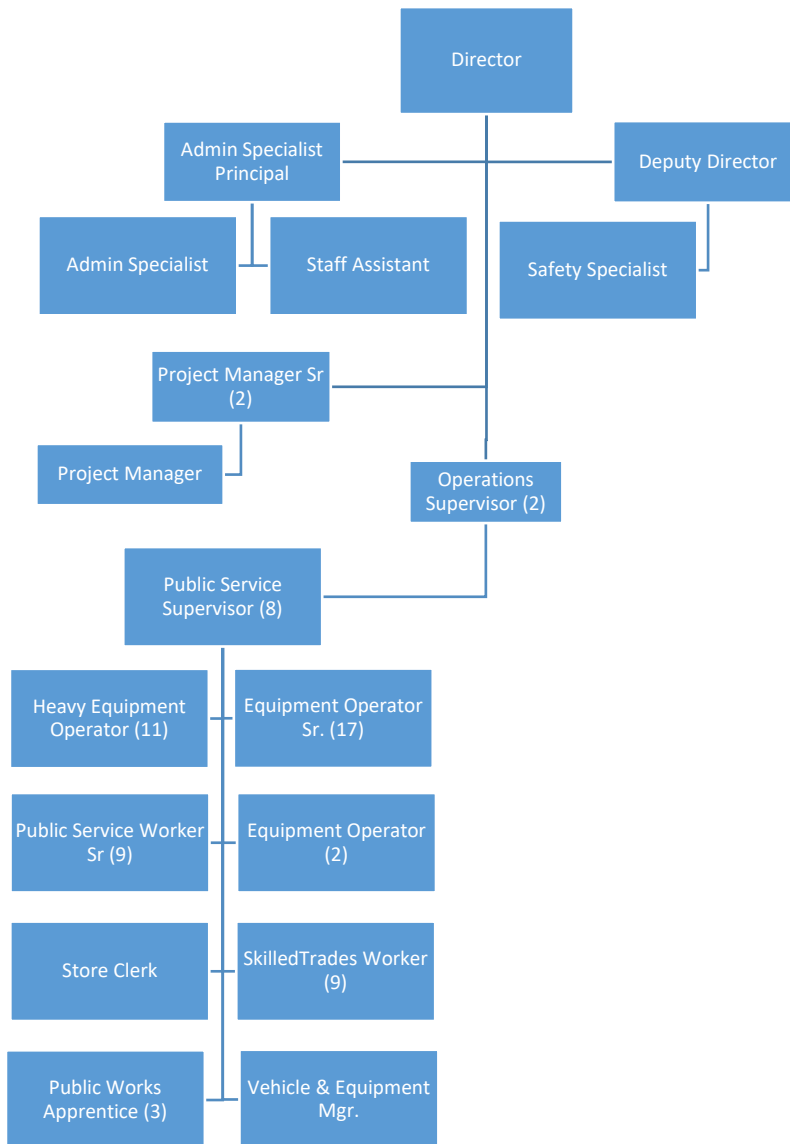 Director
Admin Specialist
Principal
Deputy Director
Admin Specialist
Staff Assistant
Safety Specialist
Project Manager Sr
(2)
Project Manager
Operations
Supervisor (2)
Public Service
Supervisor (8)
Heavy Equipment
Operator (11)
Equipment Operator
Sr. (17)
Public Service Worker
Sr (9)
Equipment Operator
(2)
Store Clerk
SkilledTrades Worker
(9)
Public Works
Apprentice (3)
Vehicle & Equipment
Mgr.